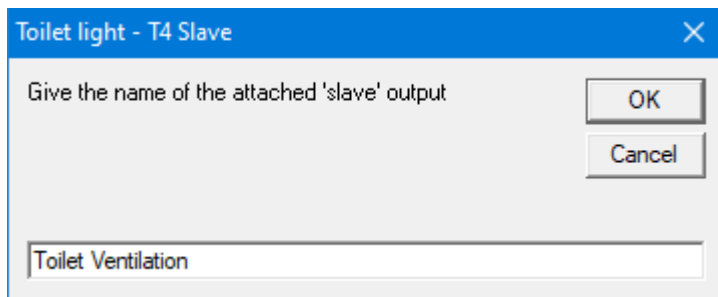 Toilet light - T4 Slave
Give the name of the attached 'slave' output
OK
Cancel
Toilet Ventilation